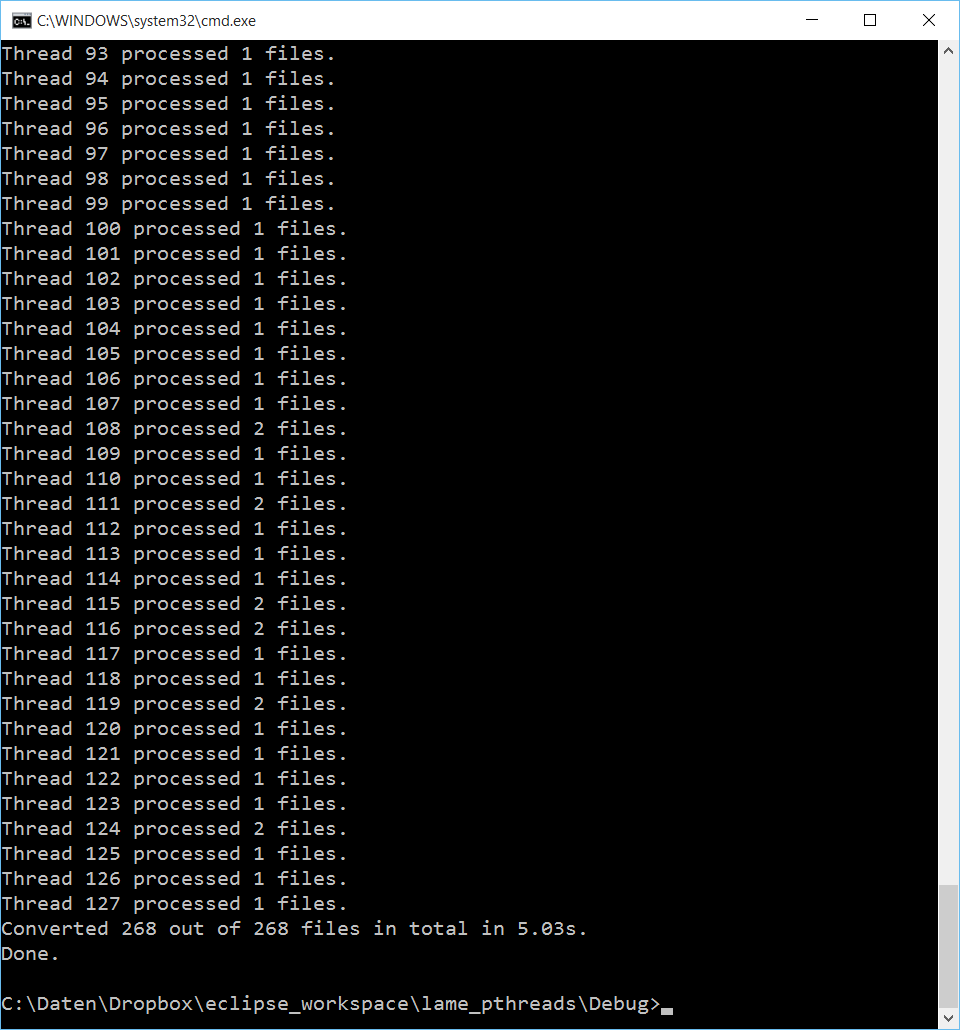 C:\WINDOWS\system32\cmd.exe
Thread 93 processed 1 files.
Thread 94 processed 1 files.
Thread 95 processed 1 files.
Thread 96 processed 1 files.
Thread 97 processed 1 files.
Thread 98 processed 1 files.
Thread 99 processed 1 files.
Thread 100 processed 1 files.
Thread 101 processed 1 files.
Thread 102 processed 1 files.
Thread 103 processed 1 files.
Thread 104 processed 1 files.
Thread 105 processed 1 files.
Thread 106 processed 1 files.
Thread 107 processed 1 files.
Thread 108 processed 2 files.
Thread 109 processed 1 files.
Thread 110 processed 1 files.
Thread 111 processed 2 files.
Thread 112 processed 1 files.
Thread 113 processed 1 files.
Thread 114 processed 1 files.
Thread 115 processed 2 files.
Thread 116 processed 2 files.
Thread 117 processed 1 files.
Thread 118 processed 1 files.
Thread 119 processed 2 files.
Thread 120 processed 1 files.
Thread 121 processed 1 files.
Thread 122 processed 1 files.
Thread 123 processed 1 files.
Thread 124 processed 2 files.
Thread 125 processed 1 files.
Thread 126 processed 1 files.
Thread 127 processed 1 files.
Converted 268 out of 268 files in total in 5.03s.
Done.
C:\Daten\Dropbox\eclipse_workspace\lame_pthreads\Debug>